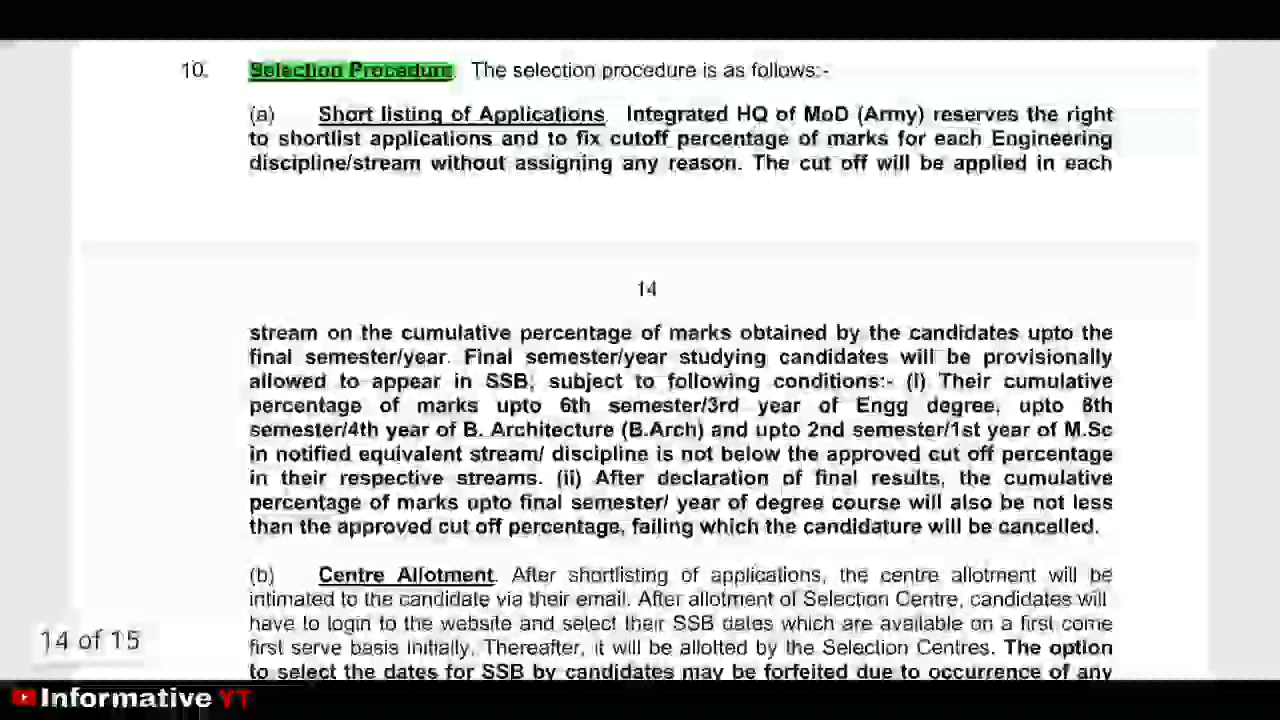 10. Selection Procedure. The selection procedure is as follows:-
(a) Short listing of Applications. Integrated HQ of MoD (Army) reserves the right
to shortlist applications and to fix cutoff percentage of marks for each Engineering
discipline/stream without assigning any reason. The cut off will be applied in each
14
stream on the cumulative percentage of marks obtained by the candidates upto the
final semester/year. Final semester/year studying candidates will be provisionally
allowed to appear in SSB, subject to following conditions:- (I) Their cumulative
percentage of marks upto 6th semester/3rd year of Engg degree, upto 8th
semester/4th year of B. Architecture (B.Arch) and upto 2nd semester/1st year of M.Sc
in notified equivalent stream/ discipline is not below the approved cut off percentage
in their respective streams. (ii) After declaration of final results, the cumulative
percentage of marks upto final semester/ year of degree course will also be not less
than the approved cut off percentage, failing which the candidature will be cancelled.
(b) Centre Allotment. After shortlisting of applications, the centre allotment will be
intimated to the candidate via their email. After allotment of Selection Centre, candidates will
have to login to the website and select their SSB dates which are available on a first come
first serve basis initially. Thereafter, it will be allotted by the Selection Centres. The option
to select the dates for SSB by candidates may be forfeited due to occurrence of any
14 of 15
Informative YT